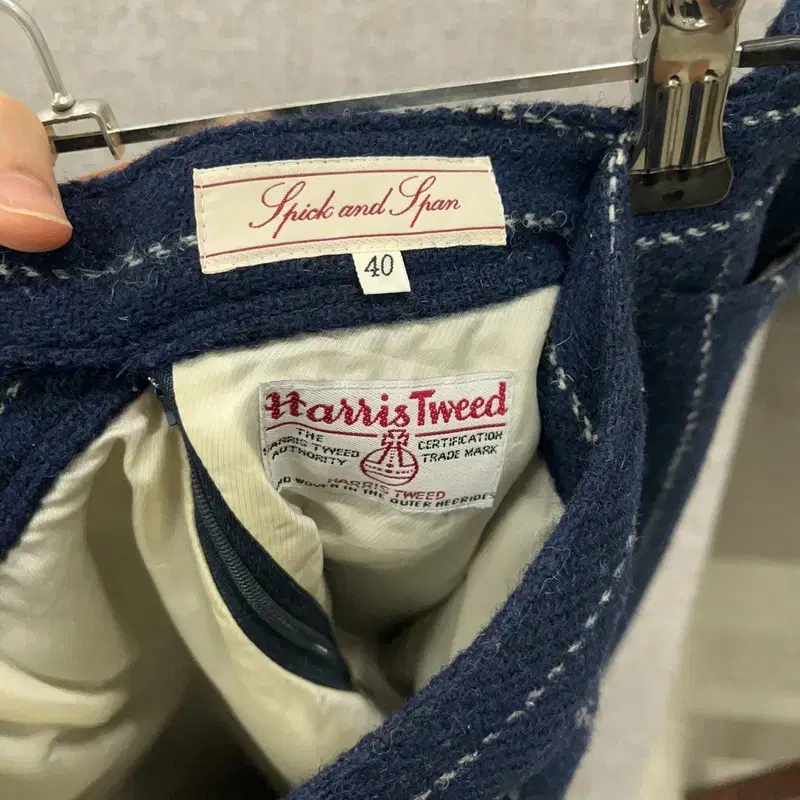 Spick and Span
40
Harris Tweed
THE HARRIS TWEED AUTHORITY
CERTIFICATION TRADE MARK
HARRIS TWEED
WOVEN IN THE OUTER HEBRIDES